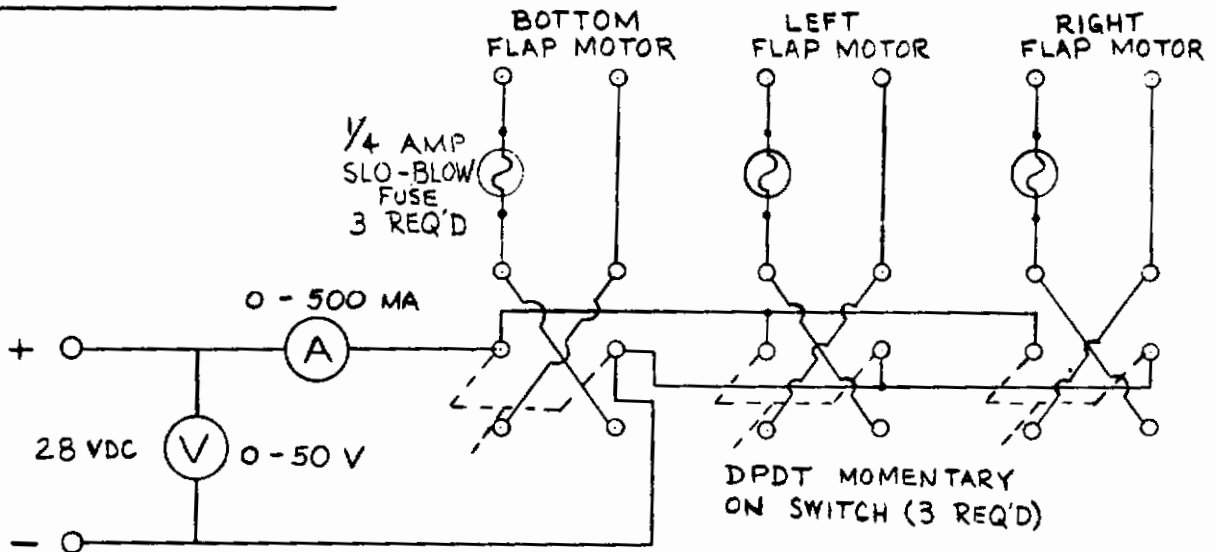 BOTTOM
FLAP MOTOR
LEFT
FLAP MOTOR
RIGHT
FLAP MOTOR
1/4 AMP
SLO-BLOW
FUSE
3 REQ'D
0 - 500 MA
+
A
28 VDC
V
0 - 50 V
-
DPDT MOMENTARY
ON SWITCH (3 REQ'D)